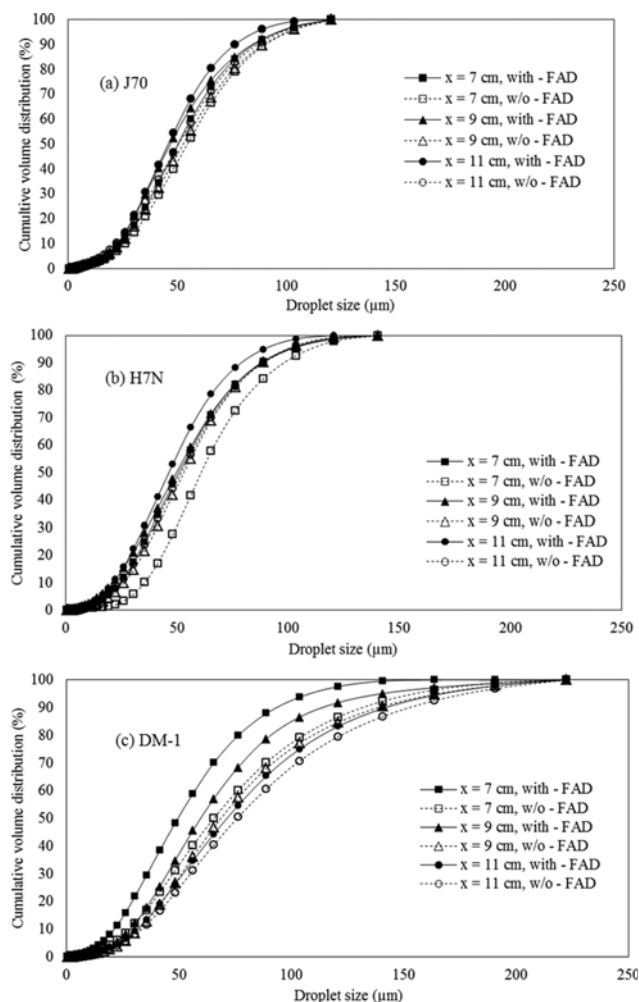 100
90
80
70
60
50
40
30
20
10
0
Cumultive volume distribution (%)
(a) J70
x = 7 cm, with - FAD
x = 7 cm, w/o - FAD
x = 9 cm, with - FAD
x = 9 cm, w/o - FAD
x = 11 cm, with - FAD
x = 11 cm, w/o - FAD
0 50 100 150 200 250
Droplet size (µm)
100
90
80
70
60
50
40
30
20
10
0
Cumulative volume distribution (%)
(b) H7N
x = 7 cm, with - FAD
x = 7 cm, w/o - FAD
x = 9 cm, with - FAD
x = 9 cm, w/o - FAD
x = 11 cm, with - FAD
x = 11 cm, w/o - FAD
0 50 100 150 200 250
Droplet size (µm)
100
90
80
70
60
50
40
30
20
10
0
Cumulative volume distribution (%)
(c) DM-1
x = 7 cm, with - FAD
x = 7 cm, w/o - FAD
x = 9 cm, with - FAD
x = 9 cm, w/o - FAD
x = 11 cm, with - FAD
x = 11 cm, w/o - FAD
0 50 100 150 200 250
Droplet size (µm)